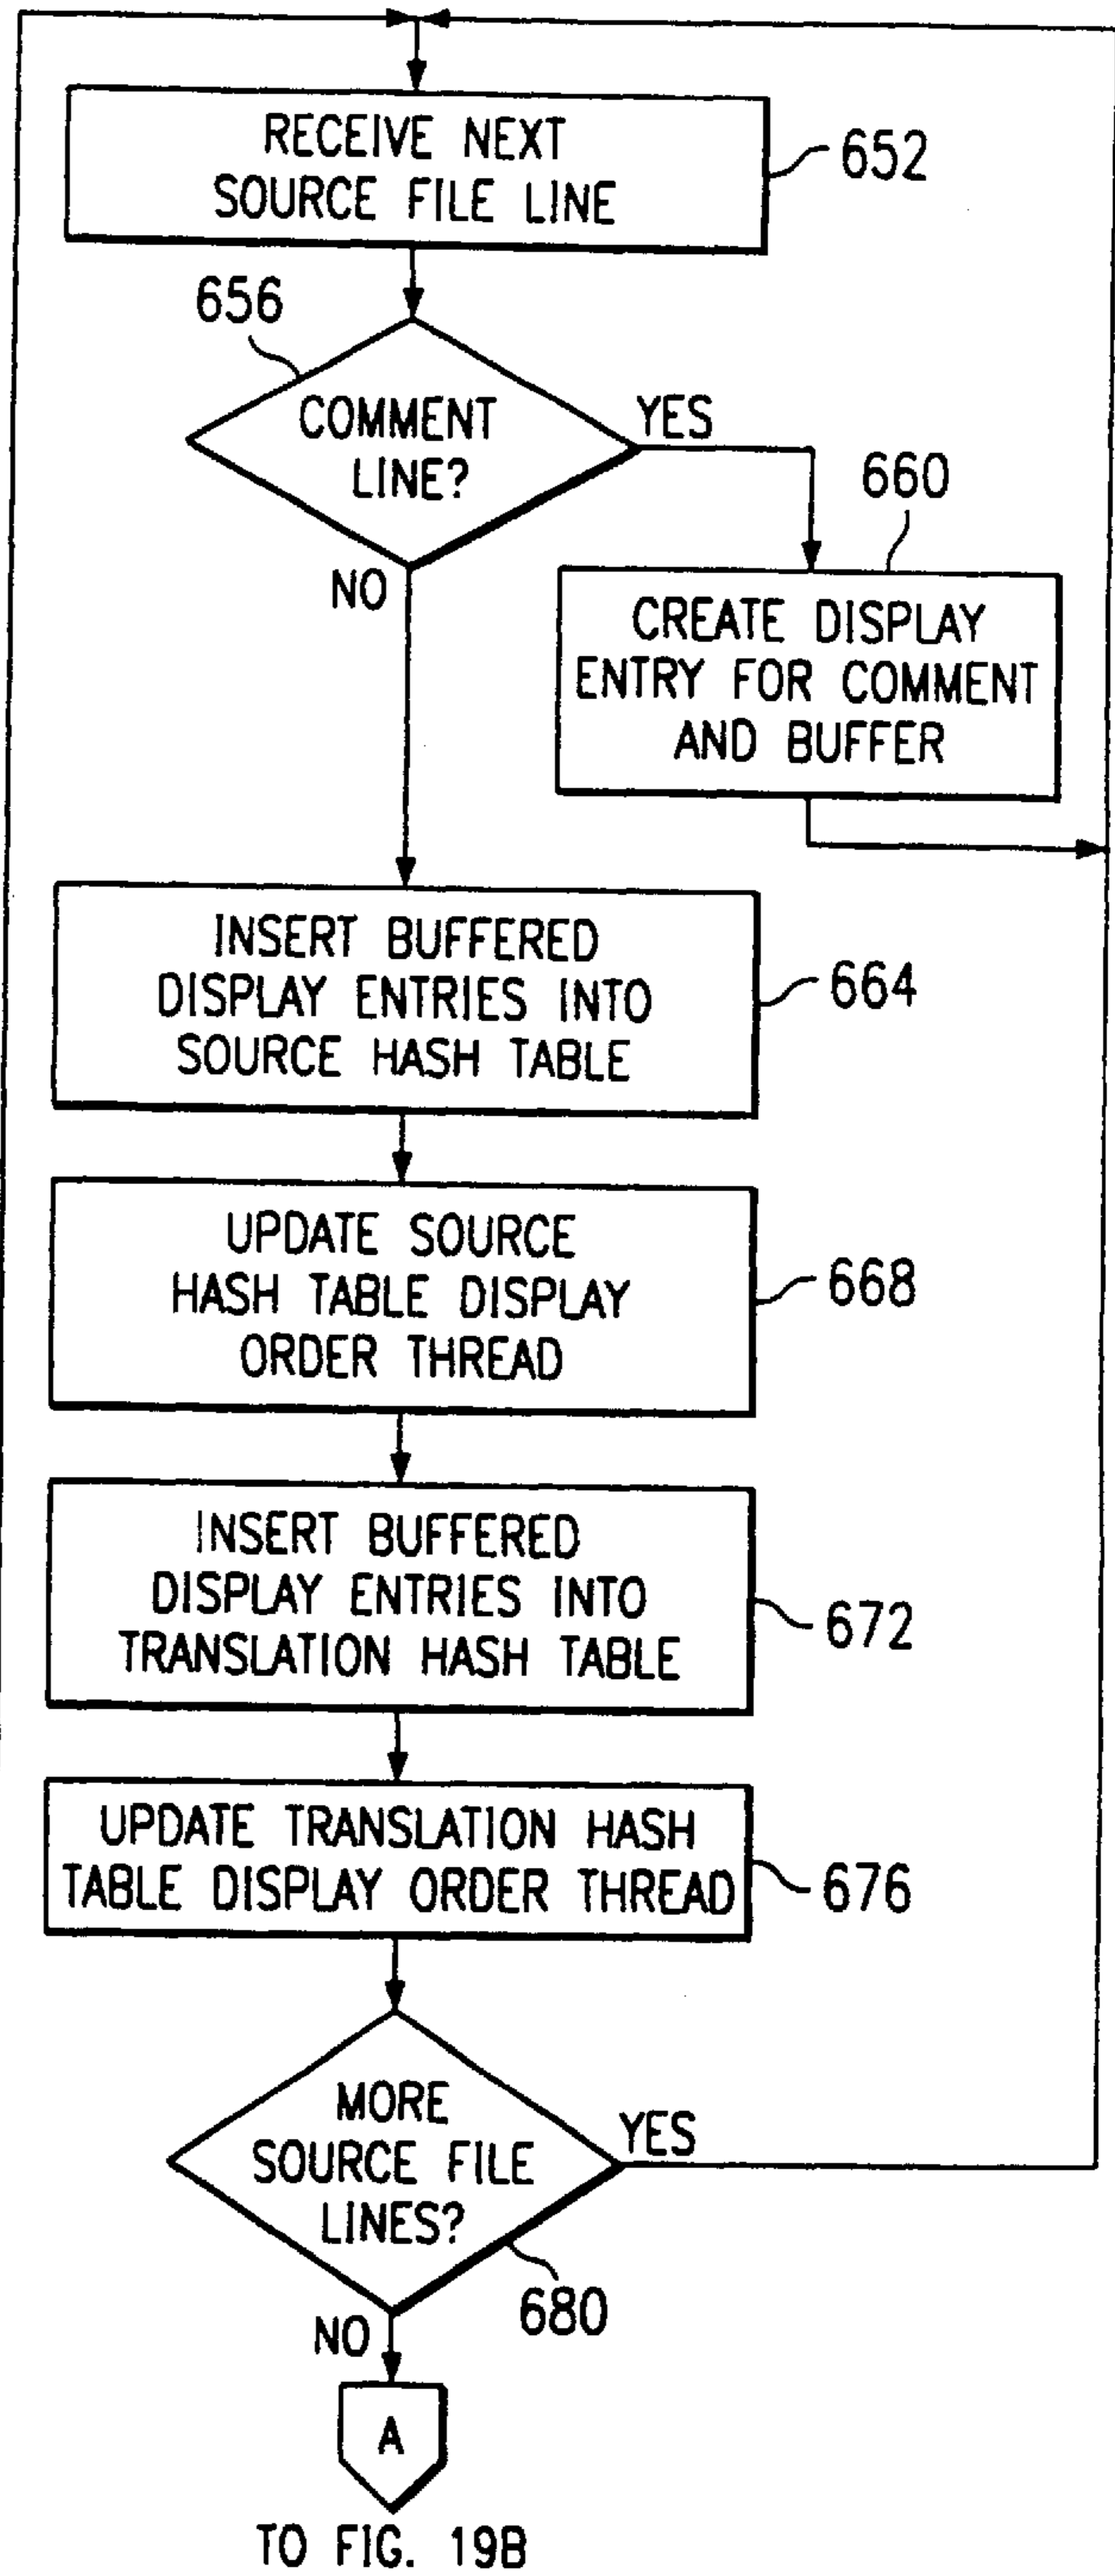 RECEIVE NEXT
SOURCE FILE LINE
652
656
COMMENT
LINE?
YES
NO
660
CREATE DISPLAY
ENTRY FOR COMMENT
AND BUFFER
INSERT BUFFERED
DISPLAY ENTRIES INTO
SOURCE HASH TABLE
664
UPDATE SOURCE
HASH TABLE DISPLAY
ORDER THREAD
668
INSERT BUFFERED
DISPLAY ENTRIES INTO
TRANSLATION HASH TABLE
672
UPDATE TRANSLATION HASH
TABLE DISPLAY ORDER THREAD
676
MORE
SOURCE FILE
LINES?
YES
680
NO
A
TO FIG. 19B